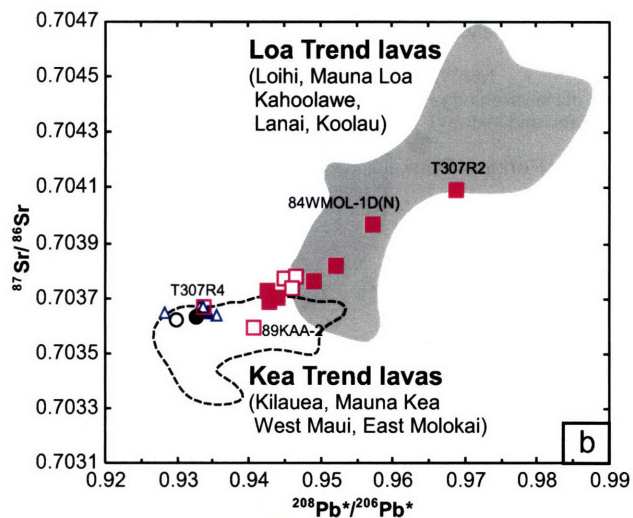 0.7047
0.7045
0.7043
0.7041
0.7039
0.7037
0.7035
0.7033
0.7031
⁸⁷Sr/⁸⁶Sr
Loa Trend lavas
(Loihi, Mauna Loa
Kahoolawe,
Lanai, Koolau)
T307R2
84WMOL-1D(N)
T307R4
89KAA-2
Kea Trend lavas
(Kilauea, Mauna Kea
West Maui, East Molokai)
b
0.92 0.93 0.94 0.95 0.96 0.97 0.98 0.99
²⁰⁸Pb*/²⁰⁶Pb*